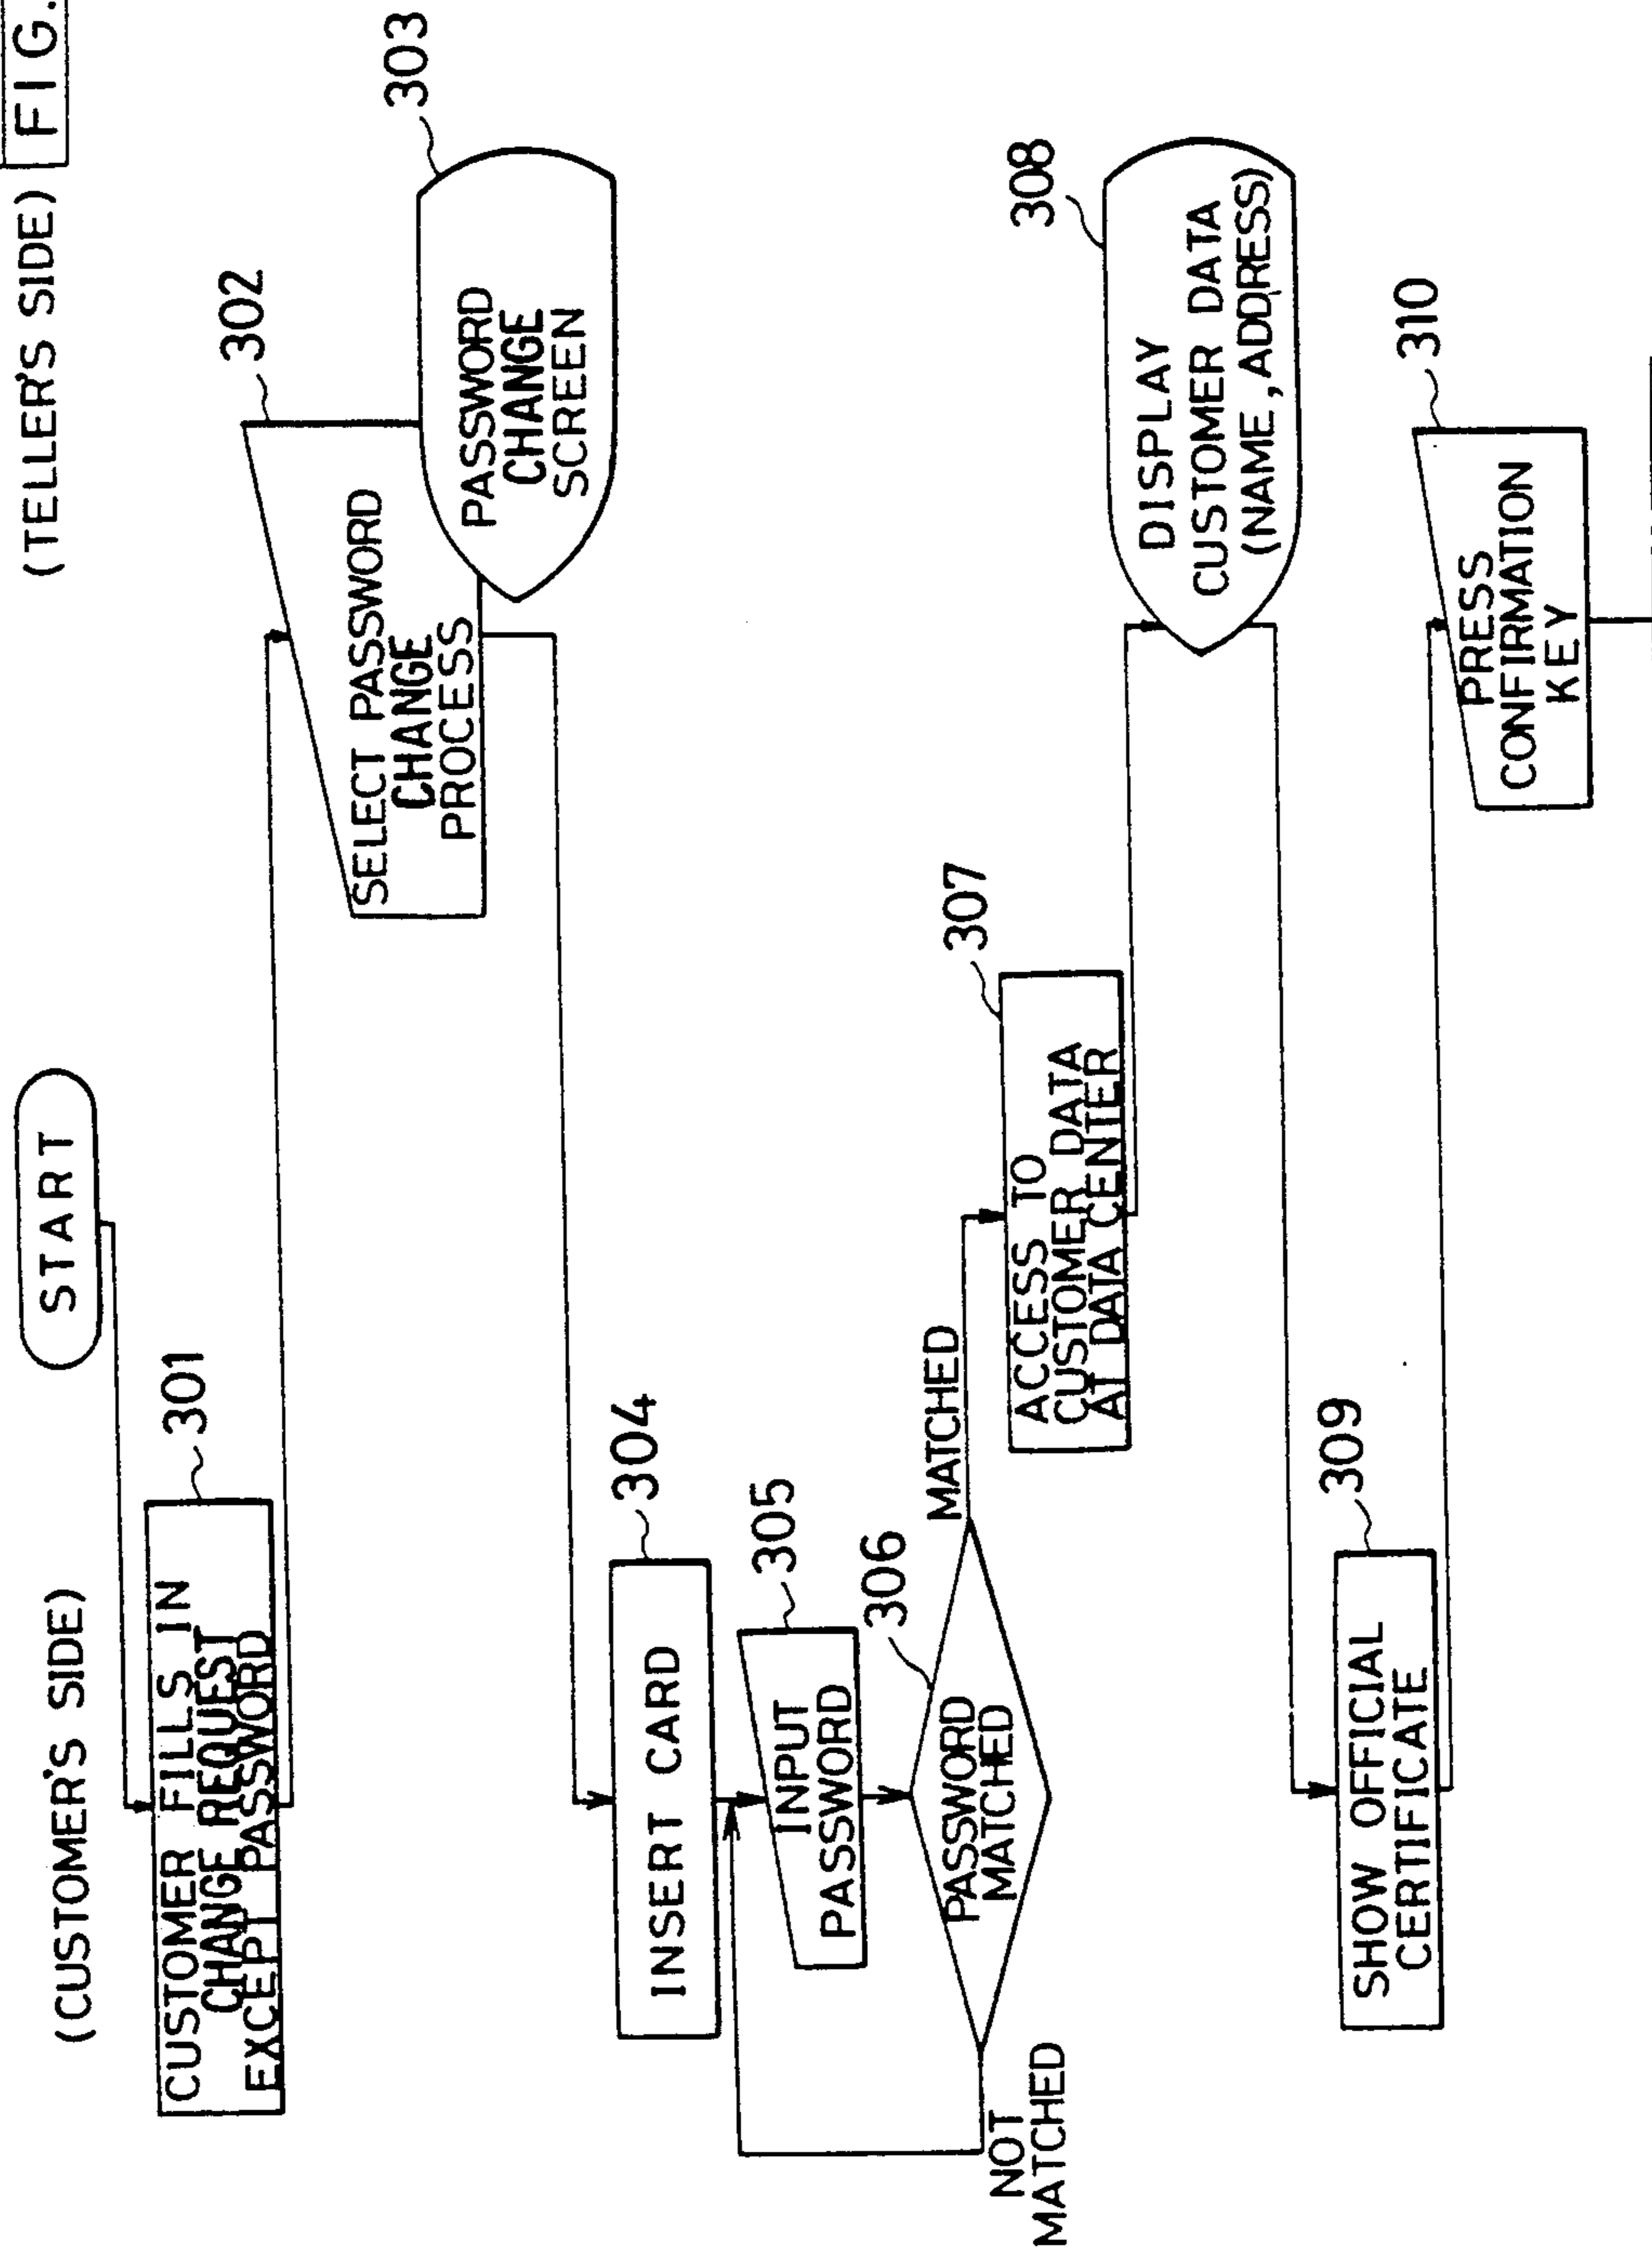 FIG.
(CUSTOMER'S SIDE)
(TELLER'S SIDE)
START
301
CUSTOMER FILLS IN
CHANGE REQUEST
EXCEPT PASSWORD
302
SELECT PASSWORD
CHANGE
PROCESS
303
PASSWORD
CHANGE
SCREEN
304
INSERT CARD
305
INPUT
PASSWORD
306
PASSWORD
MATCHED
MATCHED
NOT
MATCHED
307
ACCESS TO
CUSTOMER DATA
AT DATA CENTER
308
DISPLAY
CUSTOMER DATA
(NAME, ADDRESS)
309
SHOW OFFICIAL
CERTIFICATE
310
PRESS
CONFIRMATION
KEY